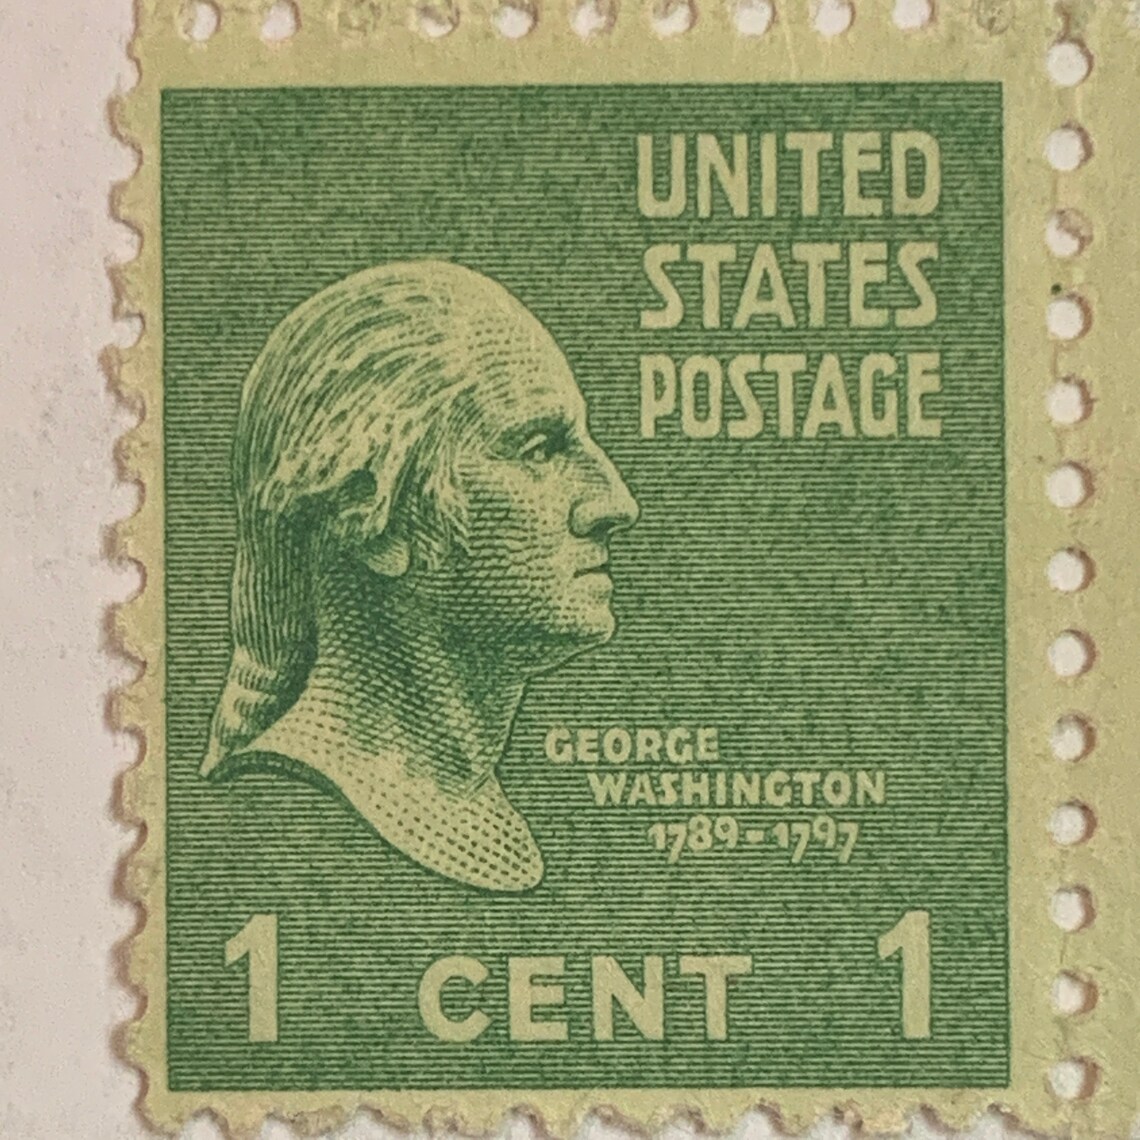 UNITED
STATES
POSTAGE
GEORGE
WASHINGTON
1789-1797
1 CENT 1